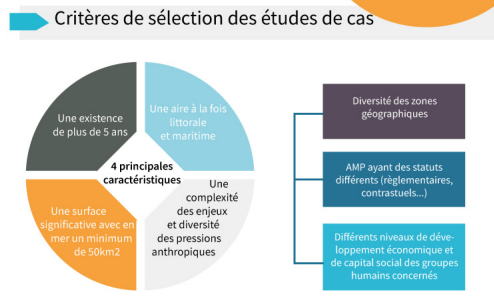 Critères de sélection des études de cas
Une existence
de plus de 5 ans
Une aire à la fois
littorale
et maritime
4 principales
caractéristiques
Une surface
significative avec en
mer un minimum
de 50km2
Une
complexité
des enjeux
et diversité
des pressions
anthropiques
Diversité des zones
géographiques
AMP ayant des statuts
différents (règlementaires,
contrastuels...)
Différents niveaux de déve-
loppement économique et
de capital social des groupes
humains concernés